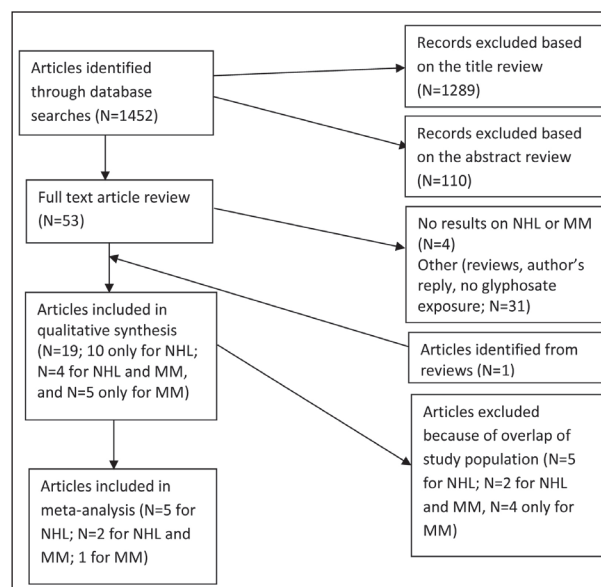 Articles identified
through database
searches (N=1452)
Records excluded based
on the title review
(N=1289)
Records excluded based
on the abstract review
(N=110)
Full text article review
(N=53)
No results on NHL or MM
(N=4)
Other (reviews, author's
reply, no glyphosate
exposure; N=31)
Articles identified from
reviews (N=1)
Articles included in
qualitative synthesis
(N=19; 10 only for NHL;
N=4 for NHL and MM,
and N=5 only for MM)
Articles excluded
because of overlap of
study population (N=5
for NHL; N=2 for NHL
and MM, N=4 only for
MM)
Articles included in
meta-analysis (N=5 for
NHL; N=2 for NHL and
MM; 1 for MM)